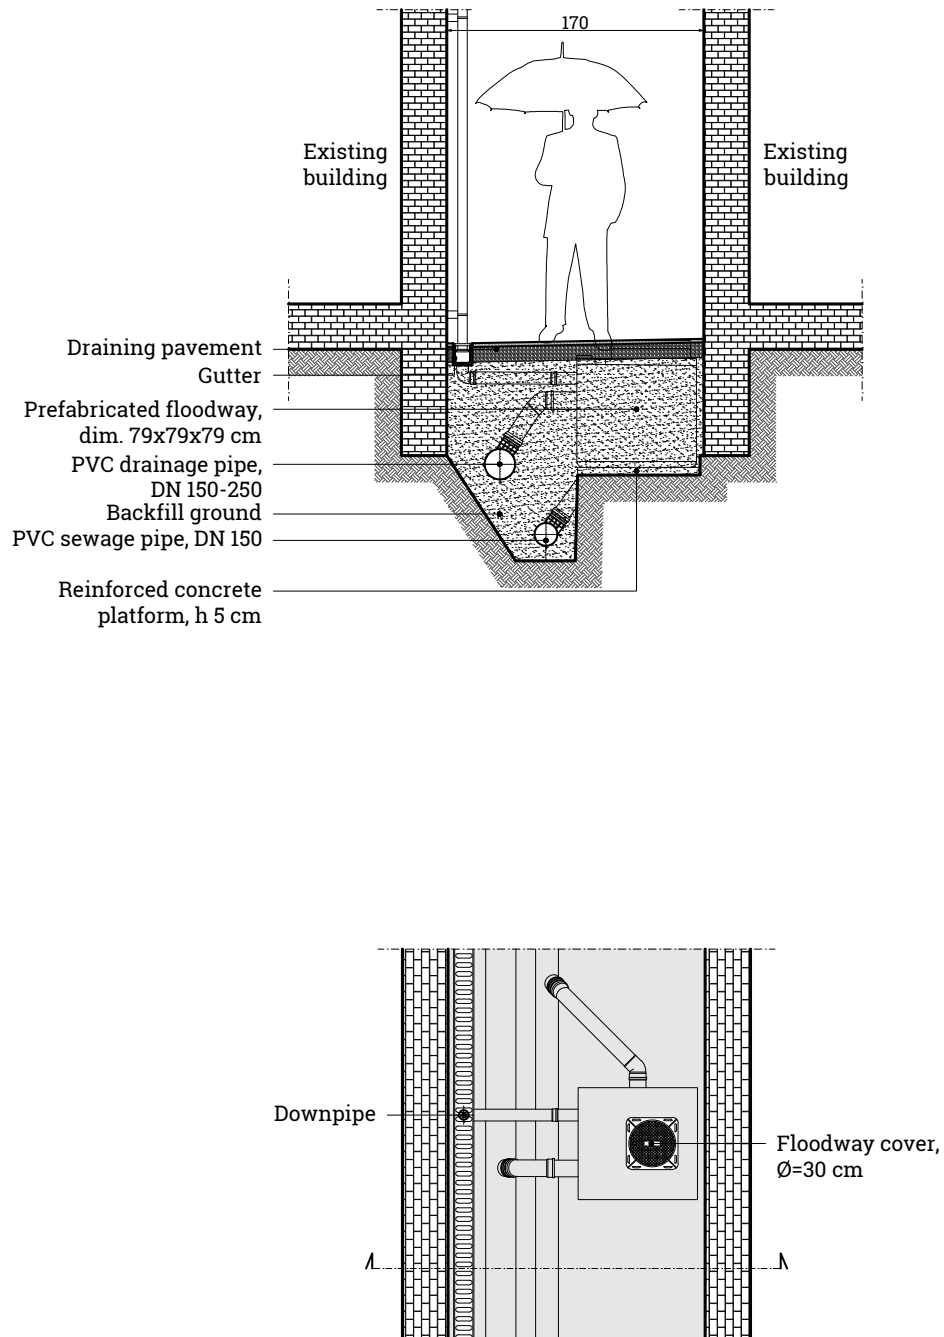 170
Existing
building
Existing
building
Draining pavement
Gutter
Prefabricated floodway,
dim. 79x79x79 cm
PVC drainage pipe,
DN 150-250
Backfill ground
PVC sewage pipe, DN 150
Reinforced concrete
platform, h 5 cm
Downpipe
Floodway cover,
Ø=30 cm